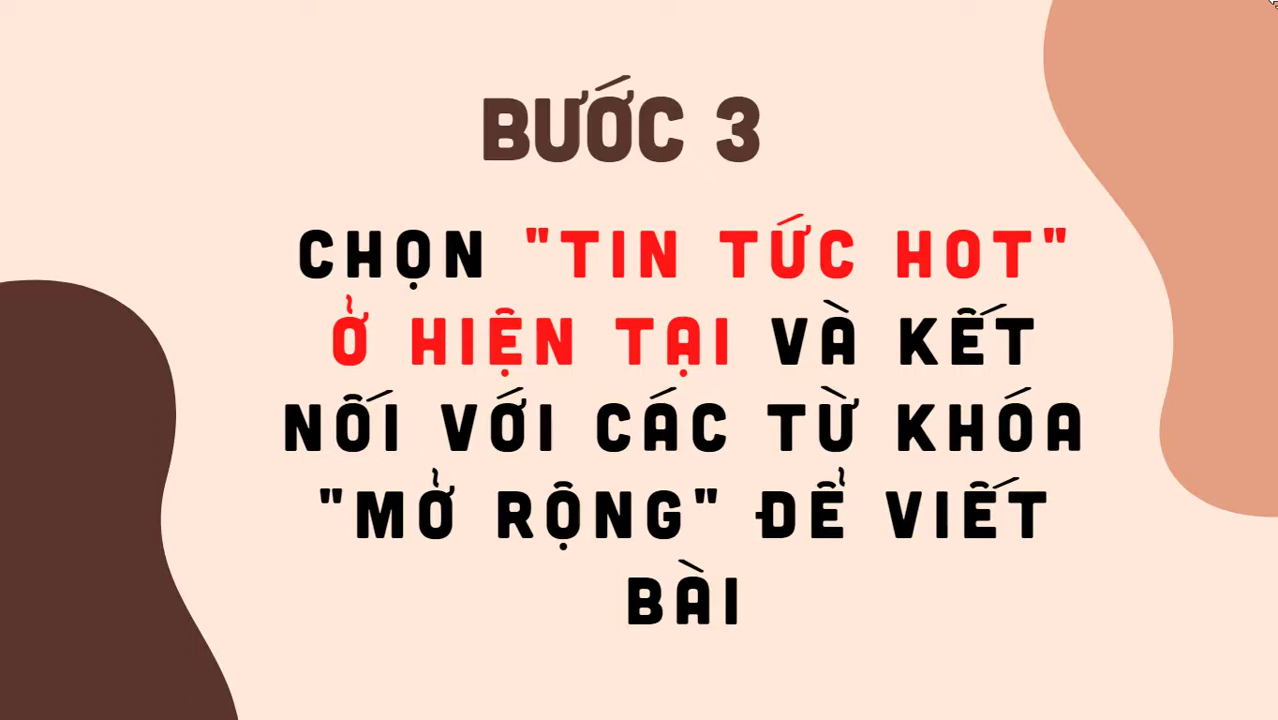 BƯỚC 3
CHỌN "TIN TỨC HOT"
Ở HIỆN TẠI VÀ KẾT
NỐI VỚI CÁC TỪ KHÓA
"MỞ RỘNG" ĐỂ VIẾT
BÀI